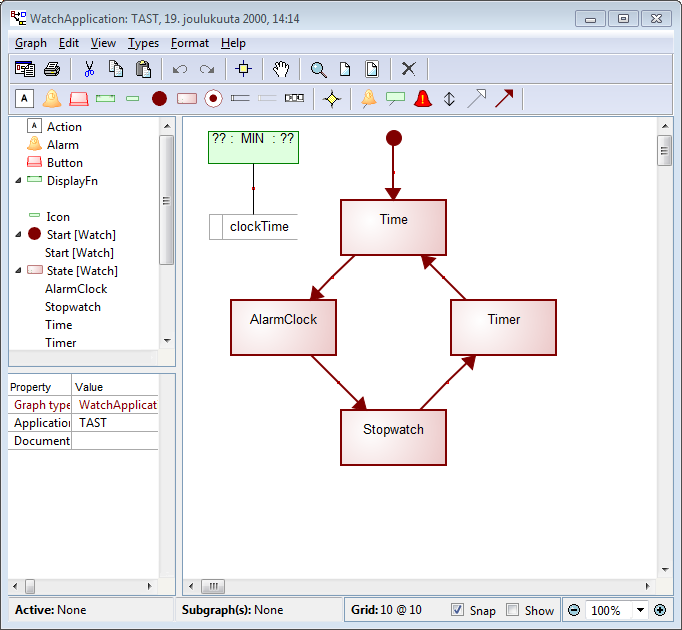 WatchApplication: TAST, 19. joulukuuta 2000, 14:14
Graph Edit View Types Format Help
A
A Action
Alarm
Button
DisplayFn
Icon
Start [Watch]
Start [Watch]
State [Watch]
AlarmClock
Stopwatch
Time
Timer
Property Value
Graph type WatchApplicat
Application TAST
Document
?? : MIN : ??
clockTime
Time
AlarmClock
Timer
Stopwatch
Active: None
Subgraph(s): None
Grid: 10 @ 10
Snap
Show
100%